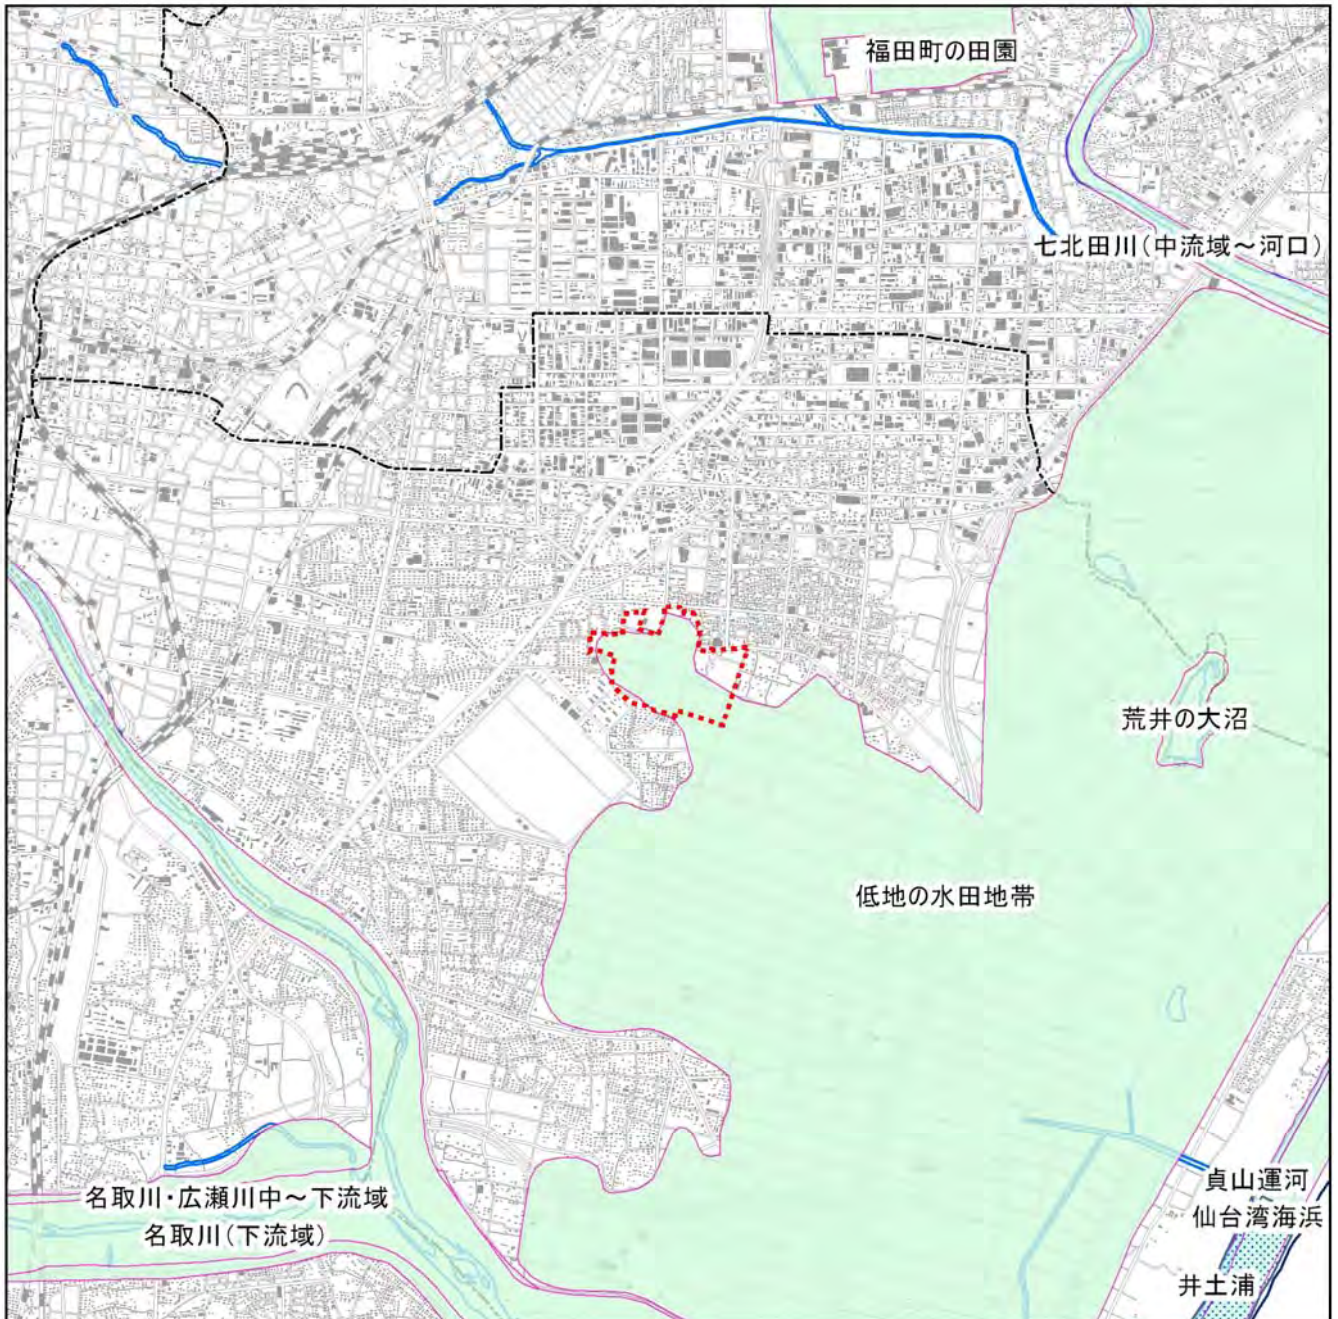 福田町の田園
七北田川(中流域～河口)
荒井の大沼
低地の水田地帯
名取川・広瀬川中～下流域
名取川(下流域)
貞山運河
～
仙台湾海浜
井土浦